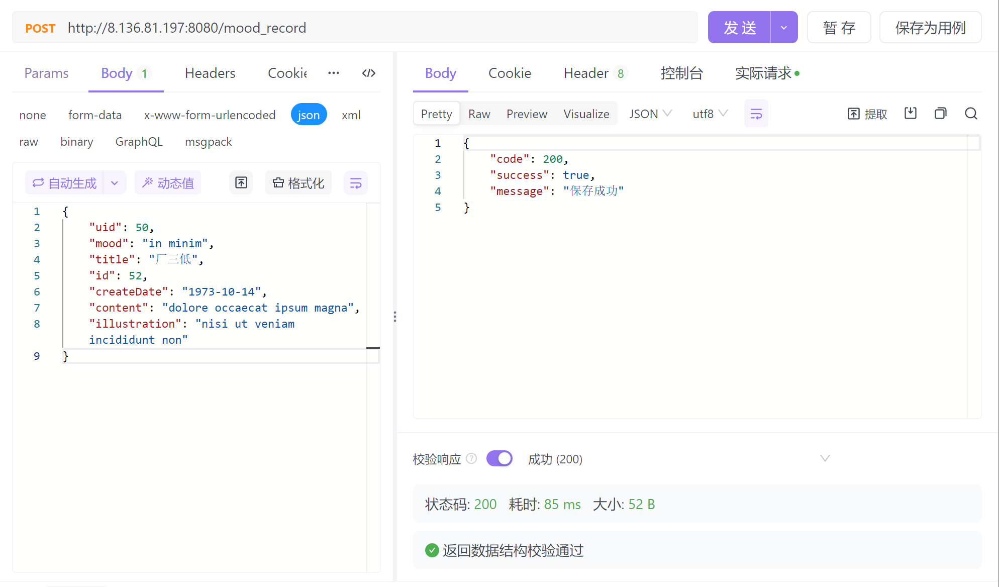 POST http://8.136.81.197:8080/mood_record 发 送 暂 存 保存为用例
Params Body 1 Headers Cookie ... </>
none form-data x-www-form-urlencoded json xml
raw binary GraphQL msgpack
自动生成 动态值 格式化
1 {
2 "uid": 50,
3 "mood": "in minim",
4 "title": "厂三低",
5 "id": 52,
6 "createDate": "1973-10-14",
7 "content": "dolore occaecat ipsum magna",
8 "illustration": "nisi ut veniam
incididunt non"
9 }
Body Cookie Header 8 控制台 实际请求
Pretty Raw Preview Visualize JSON utf8 提取
1 {
2 "code": 200,
3 "success": true,
4 "message": "保存成功"
5 }
校验响应 ? 成功 (200)
状态码: 200 耗时: 85 ms 大小: 52 B
返回数据结构校验通过